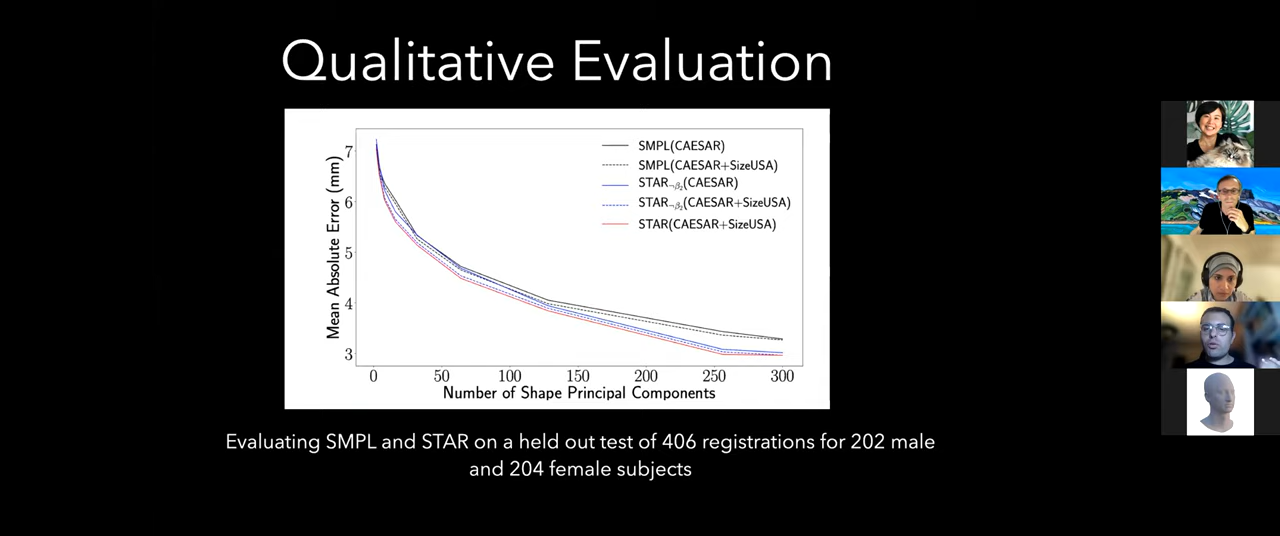 Qualitative Evaluation
7
6
5
4
3
Mean Absolute Error (mm)
SMPL(CAESAR)
SMPL(CAESAR+SizeUSA)
STAR¬β₂(CAESAR)
STAR¬β₂(CAESAR+SizeUSA)
STAR(CAESAR+SizeUSA)
0 50 100 150 200 250 300
Number of Shape Principal Components
Evaluating SMPL and STAR on a held out test of 406 registrations for 202 male
and 204 female subjects